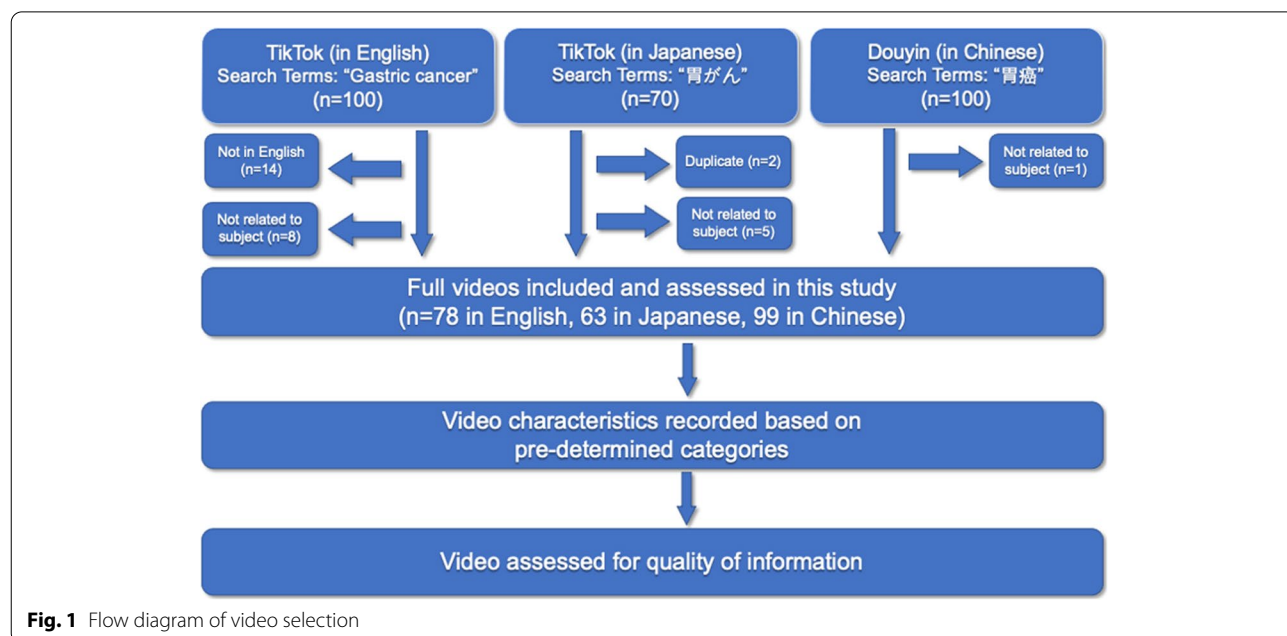 TikTok (in English)
Search Terms: “Gastric cancer”
(n=100)
TikTok (in Japanese)
Search Terms: “胃がん”
(n=70)
Douyin (in Chinese)
Search Terms: “胃癌”
(n=100)
Not in English
(n=14)
Duplicate (n=2)
Not related to
subject (n=1)
Not related to
subject (n=8)
Not related to
subject (n=5)
Full videos included and assessed in this study
(n=78 in English, 63 in Japanese, 99 in Chinese)
Video characteristics recorded based on
pre-determined categories
Video assessed for quality of information
Fig. 1 Flow diagram of video selection